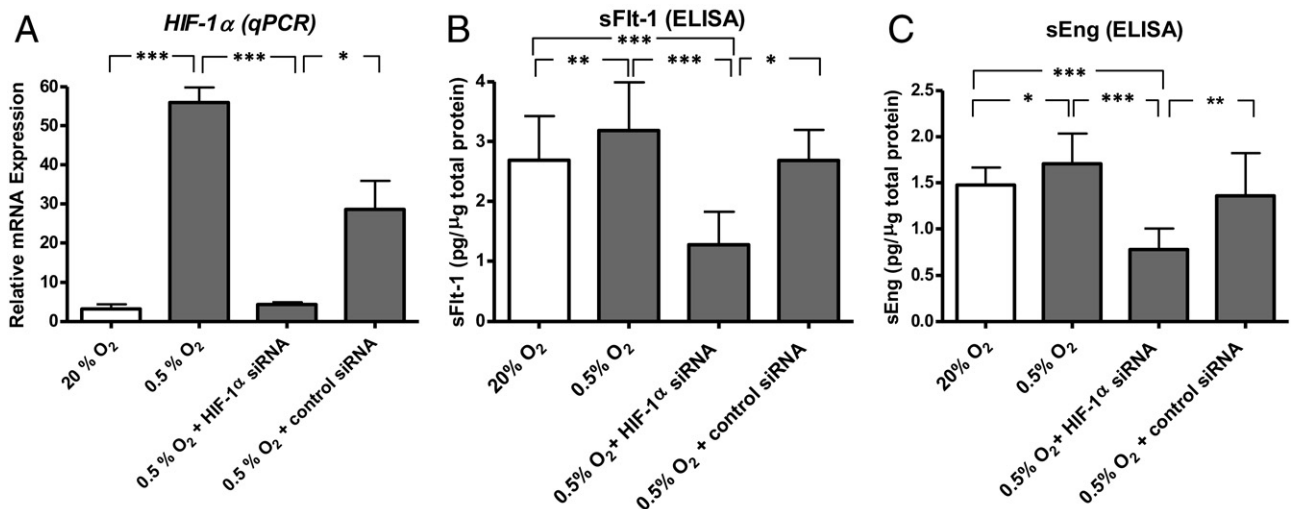 A
HIF-1α (qPCR)
*** *** *
Relative mRNA Expression
60
50
40
30
20
10
0
20% O2
0.5 % O2
0.5 % O2 + HIF-1α siRNA
0.5 % O2 + control siRNA
B
sFlt-1 (ELISA)
***
** *** *
sFlt-1 (pg/μg total protein)
4
3
2
1
0
20% O2
0.5% O2
0.5% O2+ HIF-1α siRNA
0.5% O2 + control siRNA
C
sEng (ELISA)
***
* *** **
sEng (pg/μg total protein)
2.5
2.0
1.5
1.0
0.5
0.0
20% O2
0.5% O2
0.5% O2+ HIF-1α siRNA
0.5% O2 + control siRNA